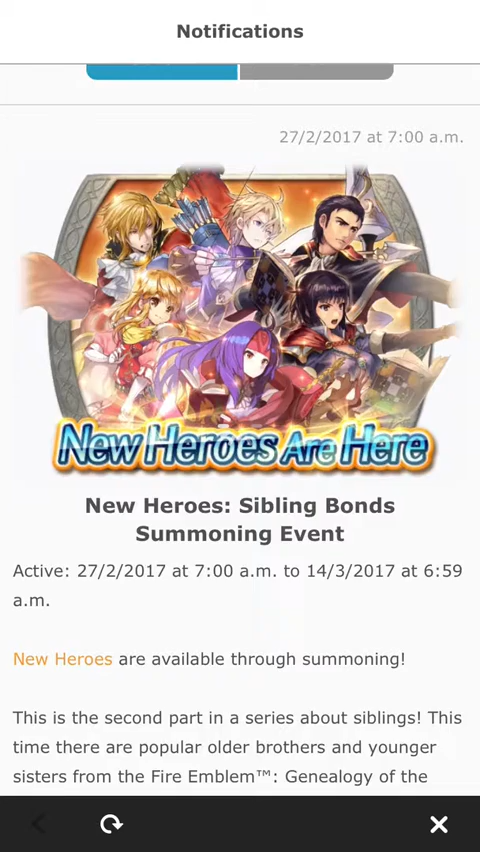 Notifications
27/2/2017 at 7:00 a.m.
New Heroes Are Here
New Heroes: Sibling Bonds
Summoning Event
Active: 27/2/2017 at 7:00 a.m. to 14/3/2017 at 6:59
a.m.
New Heroes are available through summoning!
This is the second part in a series about siblings! This
time there are popular older brothers and younger
sisters from the Fire Emblem™: Genealogy of the